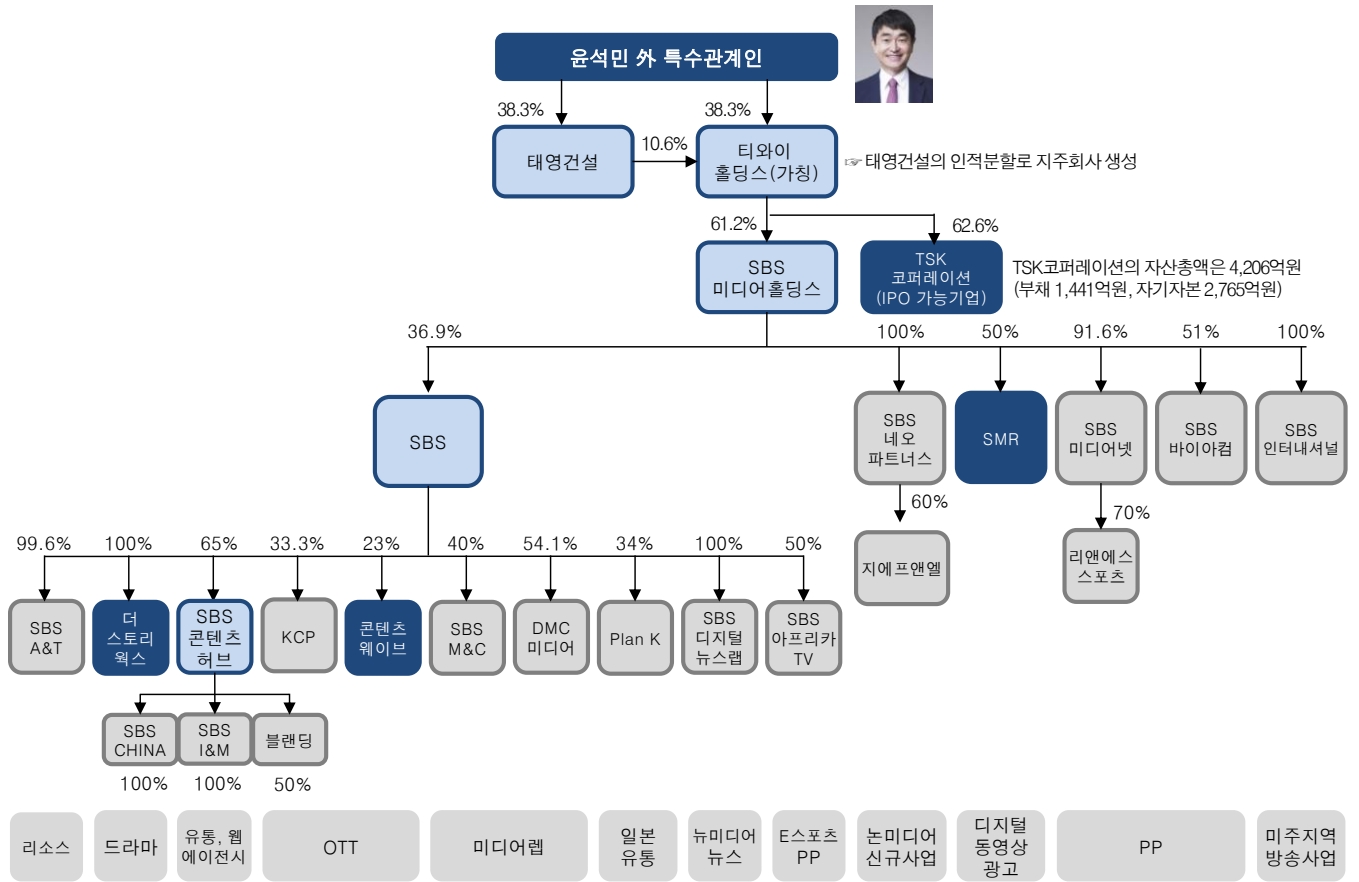 윤석민 外 특수관계인
38.3%
38.3%
태영건설
10.6%
티와이
홀딩스(가칭)
☞ 태영건설의 인적분할로 지주회사 생성
61.2%
62.6%
SBS
미디어홀딩스
TSK
코퍼레이션
(IPO 가능기업)
TSK코퍼레이션의 자산총액은 4,206억원
(부채 1,441억원, 자기자본 2,765억원)
36.9%
100%
50%
91.6%
51%
100%
SBS
SBS
네오
파트너스
SMR
SBS
미디어넷
SBS
바이아컴
SBS
인터내셔널
60%
70%
지에프앤엘
리앤에스
스포츠
99.6%
100%
65%
33.3%
23%
40%
54.1%
34%
100%
50%
SBS
A&T
더
스토리
웍스
SBS
콘텐츠
허브
KCP
콘텐츠
웨이브
SBS
M&C
DMC
미디어
Plan K
SBS
디지털
뉴스랩
SBS
아프리카
TV
SBS
CHINA
SBS
I&M
블랜딩
100%
100%
50%
리소스
드라마
유통, 웹
에이전시
OTT
미디어렙
일본
유통
뉴미디어
뉴스
E스포츠
PP
논미디어
신규사업
디지털
동영상
광고
PP
미주지역
방송사업